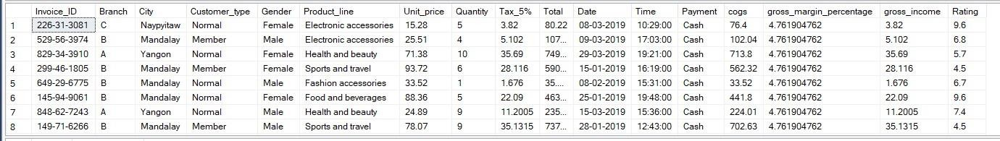 Invoice_ID Branch City Customer_type Gender Product_line Unit_price Quantity Tax_5% Total Date Time Payment cogs gross_margin_percentage gross_income Rating
1 226-31-3081 C Naypyitaw Normal Female Electronic accessories 15.28 5 3.82 80.22 08-03-2019 10:29:00 Cash 76.4 4.761904762 3.82 9.6
2 529-56-3974 B Mandalay Member Male Electronic accessories 25.51 4 5.102 107... 09-03-2019 17:03:00 Cash 102.04 4.761904762 5.102 6.8
3 829-34-3910 A Yangon Normal Female Health and beauty 71.38 10 35.69 749... 29-03-2019 19:21:00 Cash 713.8 4.761904762 35.69 5.7
4 299-46-1805 B Mandalay Member Female Sports and travel 93.72 6 28.116 590... 15-01-2019 16:19:00 Cash 562.32 4.761904762 28.116 4.5
5 649-29-6775 B Mandalay Normal Male Fashion accessories 33.52 1 1.676 35.... 08-02-2019 15:31:00 Cash 33.52 4.761904762 1.676 6.7
6 145-94-9061 B Mandalay Normal Female Food and beverages 88.36 5 22.09 463... 25-01-2019 19:48:00 Cash 441.8 4.761904762 22.09 9.6
7 848-62-7243 A Yangon Normal Male Health and beauty 24.89 9 11.2005 235... 15-03-2019 15:36:00 Cash 224.01 4.761904762 11.2005 7.4
8 149-71-6266 B Mandalay Member Male Sports and travel 78.07 9 35.1315 737... 28-01-2019 12:43:00 Cash 702.63 4.761904762 35.1315 4.5